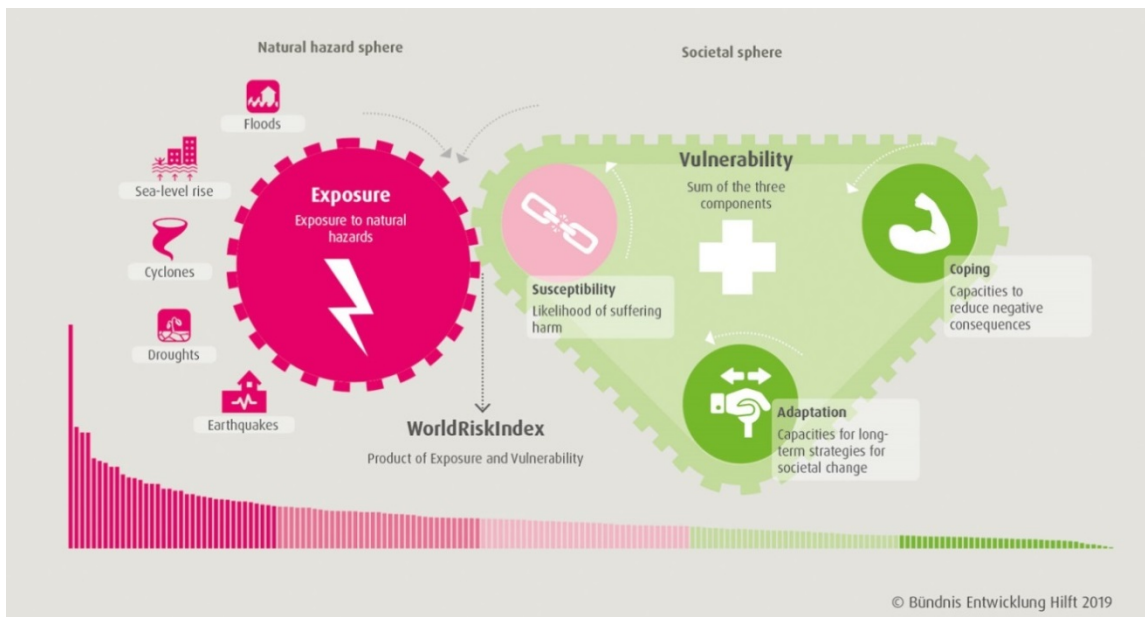 Natural hazard sphere
Societal sphere
Floods
Sea-level rise
Cyclones
Droughts
Earthquakes
Exposure
Exposure to natural
hazards
Vulnerability
Sum of the three
components
Susceptibility
Likelihood of suffering
harm
Coping
Capacities to
reduce negative
consequences
Adaptation
Capacities for long-
term strategies for
societal change
WorldRiskIndex
Product of Exposure and Vulnerability
© Bündnis Entwicklung Hilft 2019